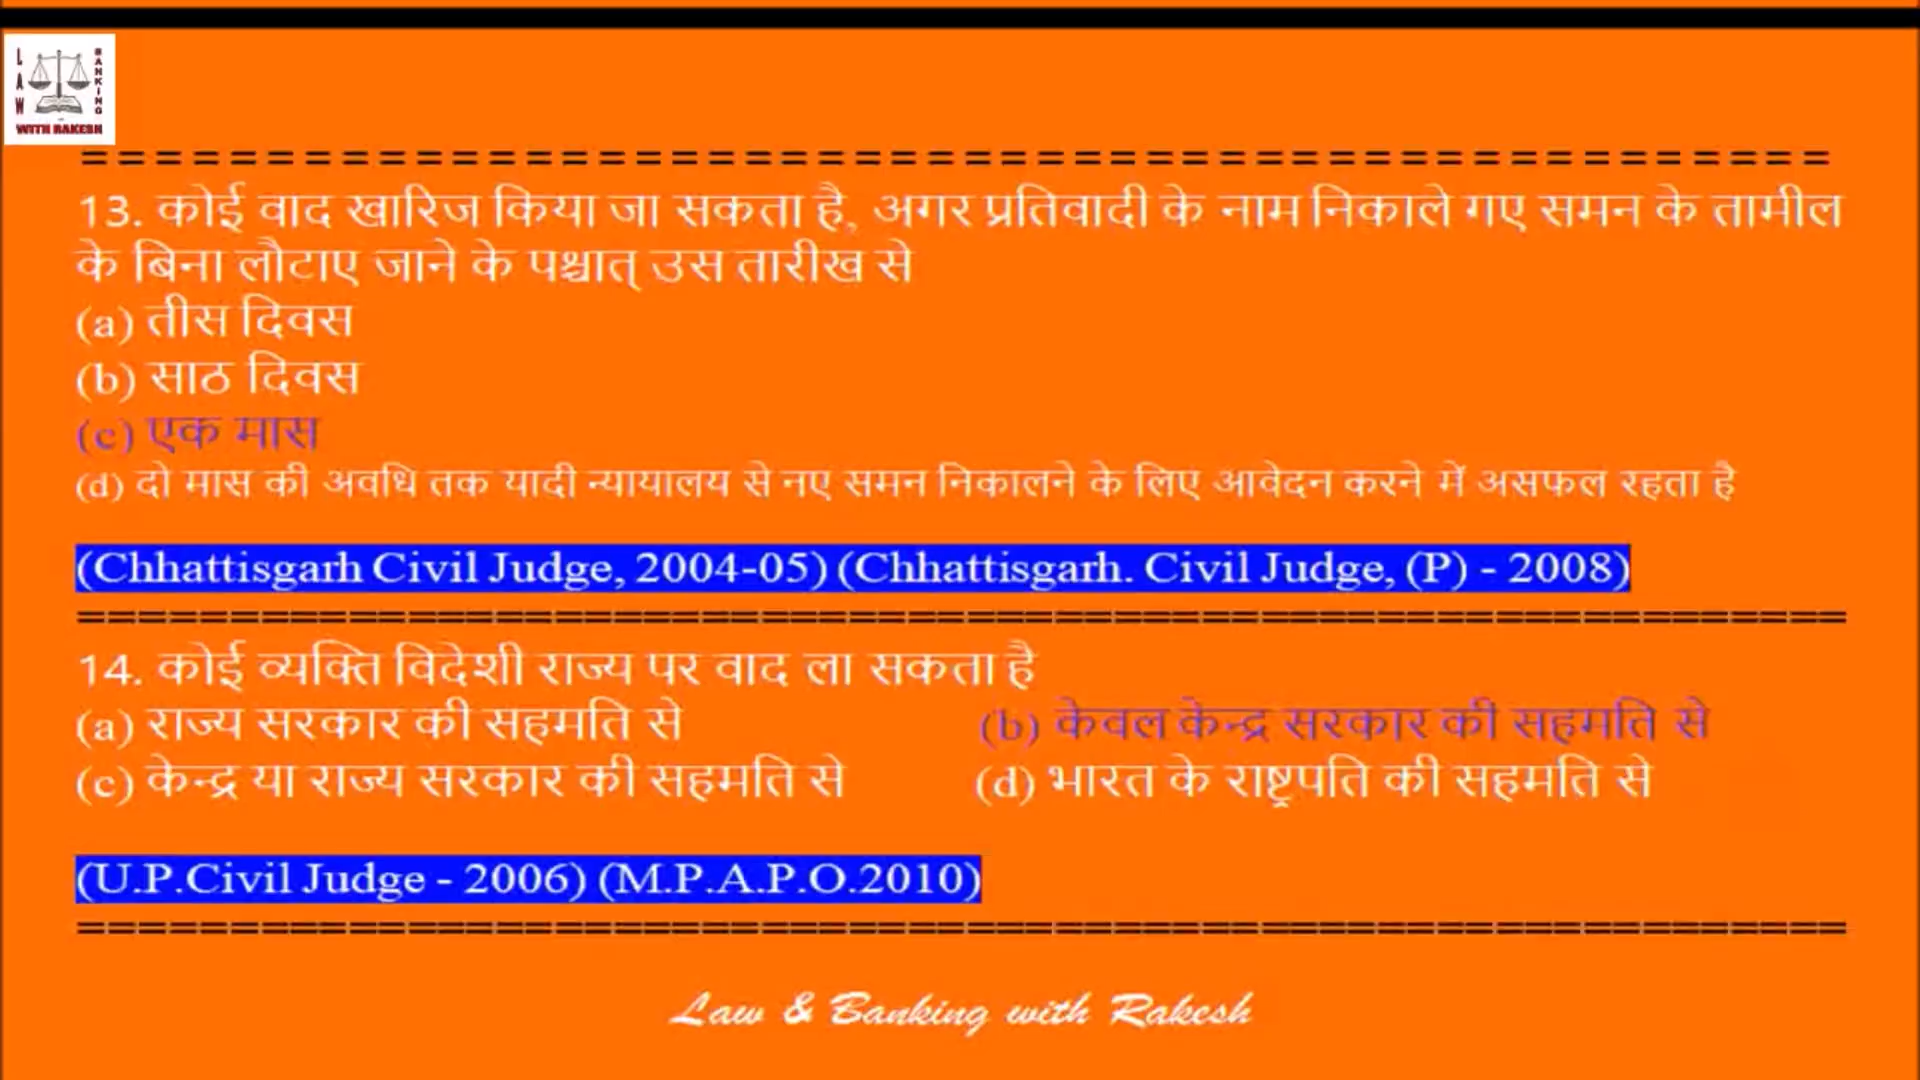 LAW
BANKING
WITH RAKESH
===============================================
13. कोई वाद खारिज किया जा सकता है, अगर प्रतिवादी के नाम निकाले गए समन के तामील
के बिना लौटाए जाने के पश्चात् उस तारीख से
(a) तीस दिवस
(b) साठ दिवस
(c) एक मास
(d) दो मास की अवधि तक यादी न्यायालय से नए समन निकालने के लिए आवेदन करने में असफल रहता है
(Chhattisgarh Civil Judge, 2004-05) (Chhattisgarh. Civil Judge, (P) - 2008)
============================================================
14. कोई व्यक्ति विदेशी राज्य पर वाद ला सकता है
(a) राज्य सरकार की सहमति से (b) केवल केन्द्र सरकार की सहमति से
(c) केन्द्र या राज्य सरकार की सहमति से (d) भारत के राष्ट्रपति की सहमति से
(U.P.Civil Judge - 2006) (M.P.A.P.O.2010)
============================================================
Law & Banking with Rakesh